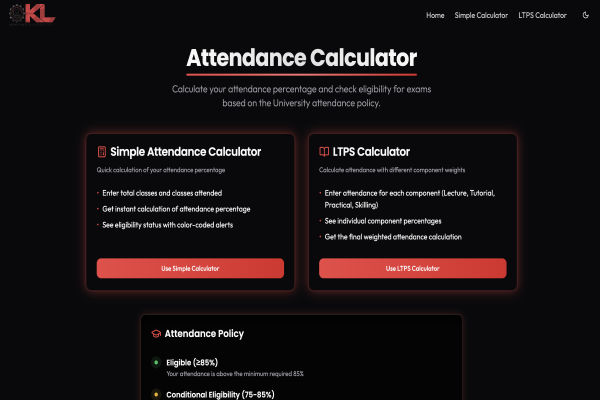 KL
Home Simple Calculator LTPS Calculator
Attendance Calculator
Calculate your attendance percentage and check eligibility for exams
based on the University attendance policy.
Simple Attendance Calculator
Quick calculation of your attendance percentage
• Enter total classes and classes attended
• Get instant calculation of attendance percentage
• See eligibility status with color-coded alerts
Use Simple Calculator
LTPS Calculator
Calculate attendance with different component weights
• Enter attendance for each component (Lecture, Tutorial,
Practical, Skilling)
• See individual component percentages
• Get the final weighted attendance calculation
Use LTPS Calculator
Attendance Policy
Eligible (≥85%)
Your attendance is above the minimum required 85%
Conditional Eligibility (75-85%)